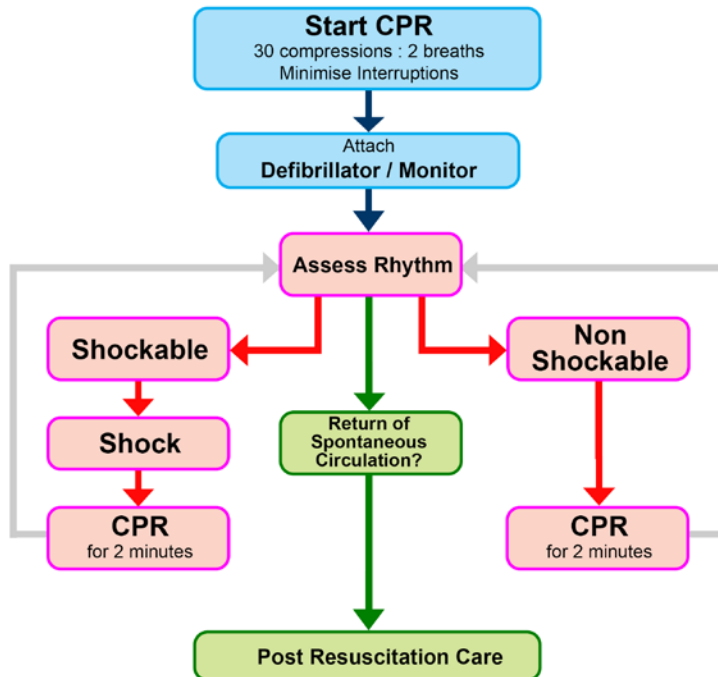 Start CPR
30 compressions : 2 breaths
Minimise Interruptions
Attach
Defibrillator / Monitor
Assess Rhythm
Shockable
Non
Shockable
Shock
Return of
Spontaneous
Circulation?
CPR
for 2 minutes
CPR
for 2 minutes
Post Resuscitation Care